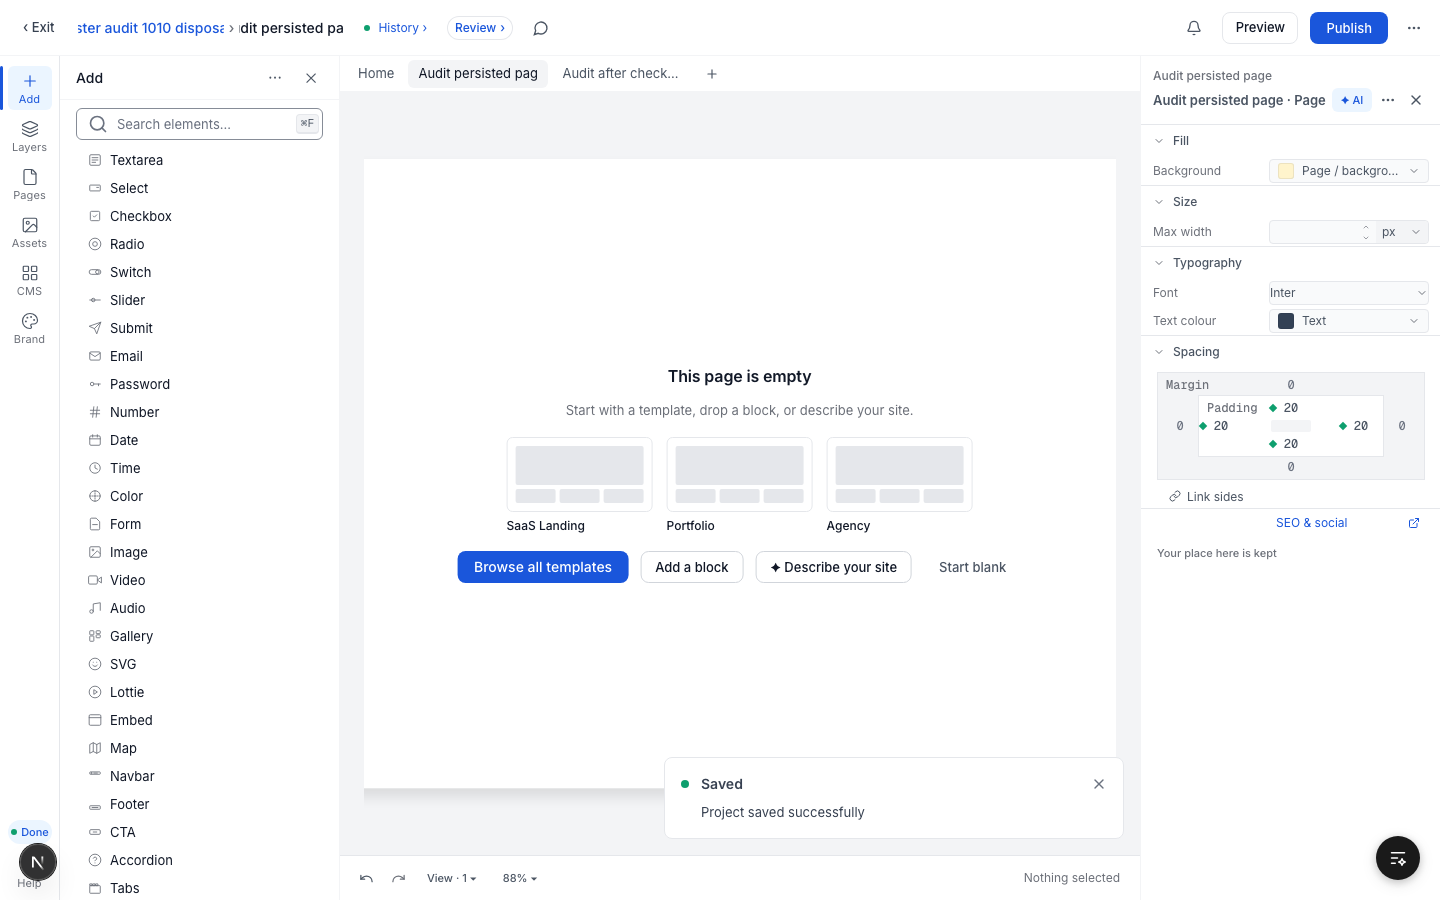 ‹ Exit
ster audit 1010 disposa › dit persisted pa
History ›
Review ›
Preview
Publish
Add
Layers
Pages
Assets
CMS
Brand
Done
N
Help
Add
Search elements...
⌘F
Textarea
Select
Checkbox
Radio
Switch
Slider
Submit
Email
Password
Number
Date
Time
Color
Form
Image
Video
Audio
Gallery
SVG
Lottie
Embed
Map
Navbar
Footer
CTA
Accordion
Tabs
Home
Audit persisted pag
Audit after check...
This page is empty
Start with a template, drop a block, or describe your site.
SaaS Landing
Portfolio
Agency
Browse all templates
Add a block
Describe your site
Start blank
Saved
Project saved successfully
View · 1
88%
Nothing selected
Audit persisted page
Audit persisted page · Page
AI
Fill
Background
Page / backgro...
Size
Max width
px
Typography
Font
Inter
Text colour
Text
Spacing
Margin 0
Padding 20
0 20 20 0
20
0
Link sides
SEO & social
Your place here is kept